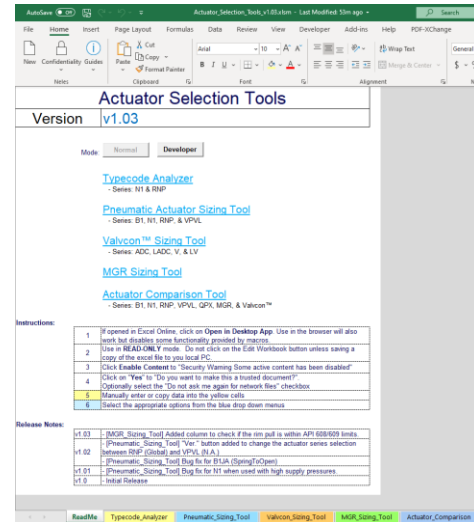 AutoSave Off Actuator_Selection_Tools_v1.03.xlsm - Last Modified: 53m ago Search
File Home Insert Page Layout Formulas Data Review View Developer Add-ins Help PDF-XChange
New Confidentiality Guides Paste Cut Copy Format Painter Arial 10 Wrap Text Merge & Center General
Neles Clipboard Font Alignment
Actuator Selection Tools
Version v1.03
Mode: Normal Developer
Typecode Analyzer
- Series: N1 & RNP
Pneumatic Actuator Sizing Tool
- Series: B1, N1, RNP, & VPVL
Valvcon™ Sizing Tool
- Series: ADC, LADC, V, & LV
MGR Sizing Tool
Actuator Comparison Tool
- Series: B1, N1, RNP, VPVL, QPX, MGR, & Valvcon™
Instructions:
1 If opened in Excel Online, click on Open in Desktop App. Use in the browser will also
work but disables some functionality provided by macros.
2 Use in READ-ONLY mode. Do not click on the Edit Workbook button unless saving a
copy of the excel file to you local PC.
3 Click Enable Content to "Security Warning Some active content has been disabled"
4 Click on "Yes" to "Do you want to make this a trusted document?"
Optionally select the "Do not ask me again for network files" checkbox
5 Manually enter or copy data into the yellow cells
6 Select the appropriate options from the blue drop down menus
Release Notes:
v1.03 - [MGR_Sizing_Tool] Added column to check if the rim pull is within API 608/609 limits.
v1.02 - [Pneumatic_Sizing_Tool] "Ver." button added to change the actuator series selection
between RNP (Global) and VPVL (N.A.)
- [Pneumatic_Sizing_Tool] Bug fix for B1JA (SpringToOpen)
v1.01 - [Pneumatic_Sizing_Tool] Bug fix for N1 when used with high supply pressures.
v1.0 - Initial Release
ReadMe Typecode_Analyzer Pneumatic_Sizing_Tool Valvcon_Sizing_Tool MGR_Sizing_Tool Actuator_Comparison